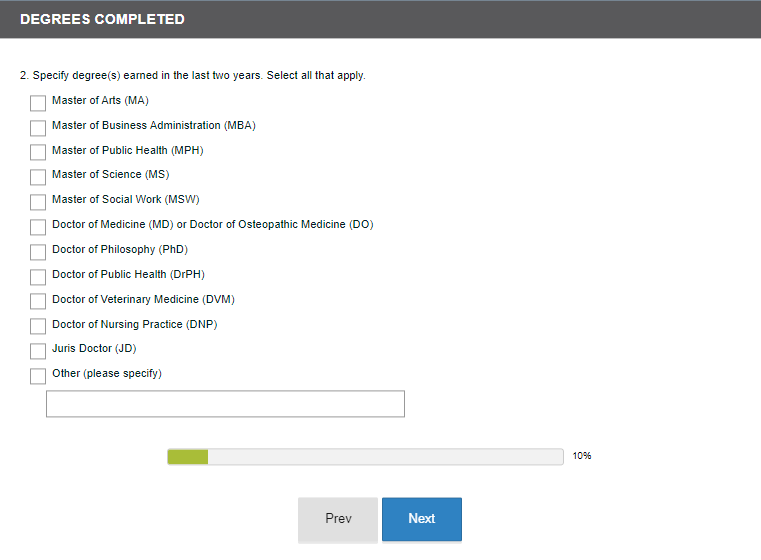 DEGREES COMPLETED
2. Specify degree(s) earned in the last two years. Select all that apply.
Master of Arts (MA)
Master of Business Administration (MBA)
Master of Public Health (MPH)
Master of Science (MS)
Master of Social Work (MSW)
Doctor of Medicine (MD) or Doctor of Osteopathic Medicine (DO)
Doctor of Philosophy (PhD)
Doctor of Public Health (DrPH)
Doctor of Veterinary Medicine (DVM)
Doctor of Nursing Practice (DNP)
Juris Doctor (JD)
Other (please specify)
10%
Prev Next